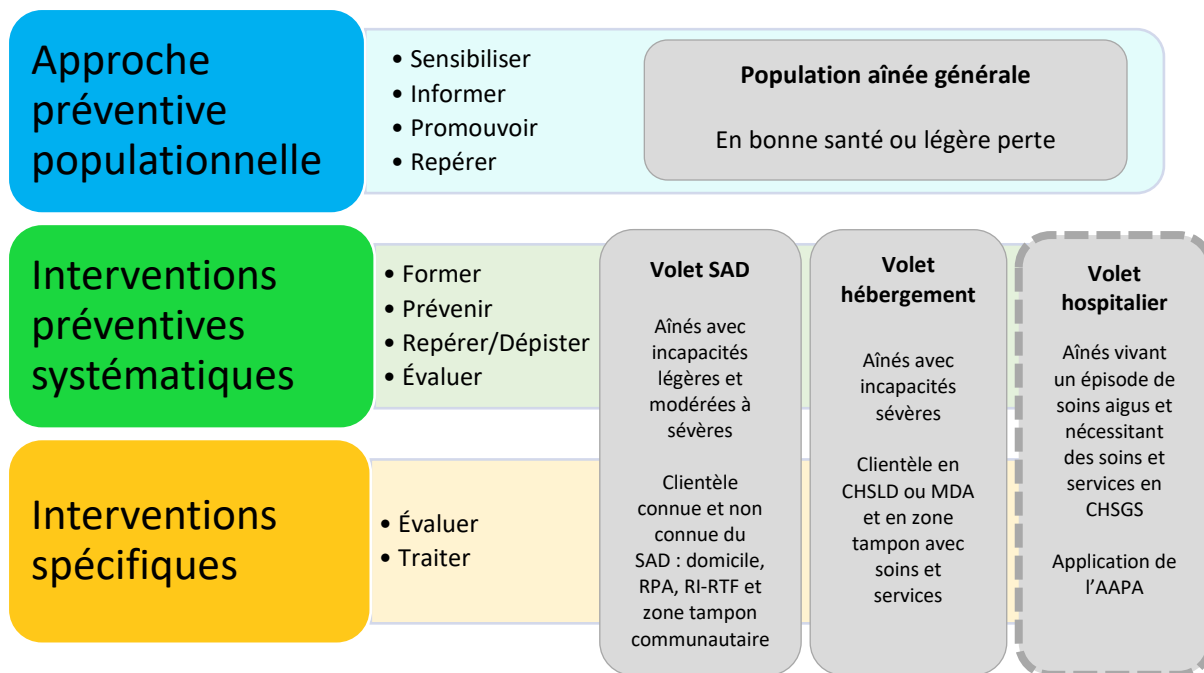 Approche
préventive
populationnelle
• Sensibiliser
• Informer
• Promouvoir
• Repérer
Population aînée générale
En bonne santé ou légère perte
Interventions
préventives
systématiques
• Former
• Prévenir
• Repérer/Dépister
• Évaluer
Interventions
spécifiques
• Évaluer
• Traiter
Volet SAD
Aînés avec
incapacités
légères et
modérées à
sévères
Clientèle
connue et non
connue du
SAD : domicile,
RPA, RI-RTF et
zone tampon
communautaire
Volet
hébergement
Aînés avec
incapacités
sévères
Clientèle en
CHSLD ou MDA
et en zone
tampon avec
soins et
services
Volet
hospitalier
Aînés vivant
un épisode de
soins aigus et
nécessitant
des soins et
services en
CHSGS
Application de
l’AAPA